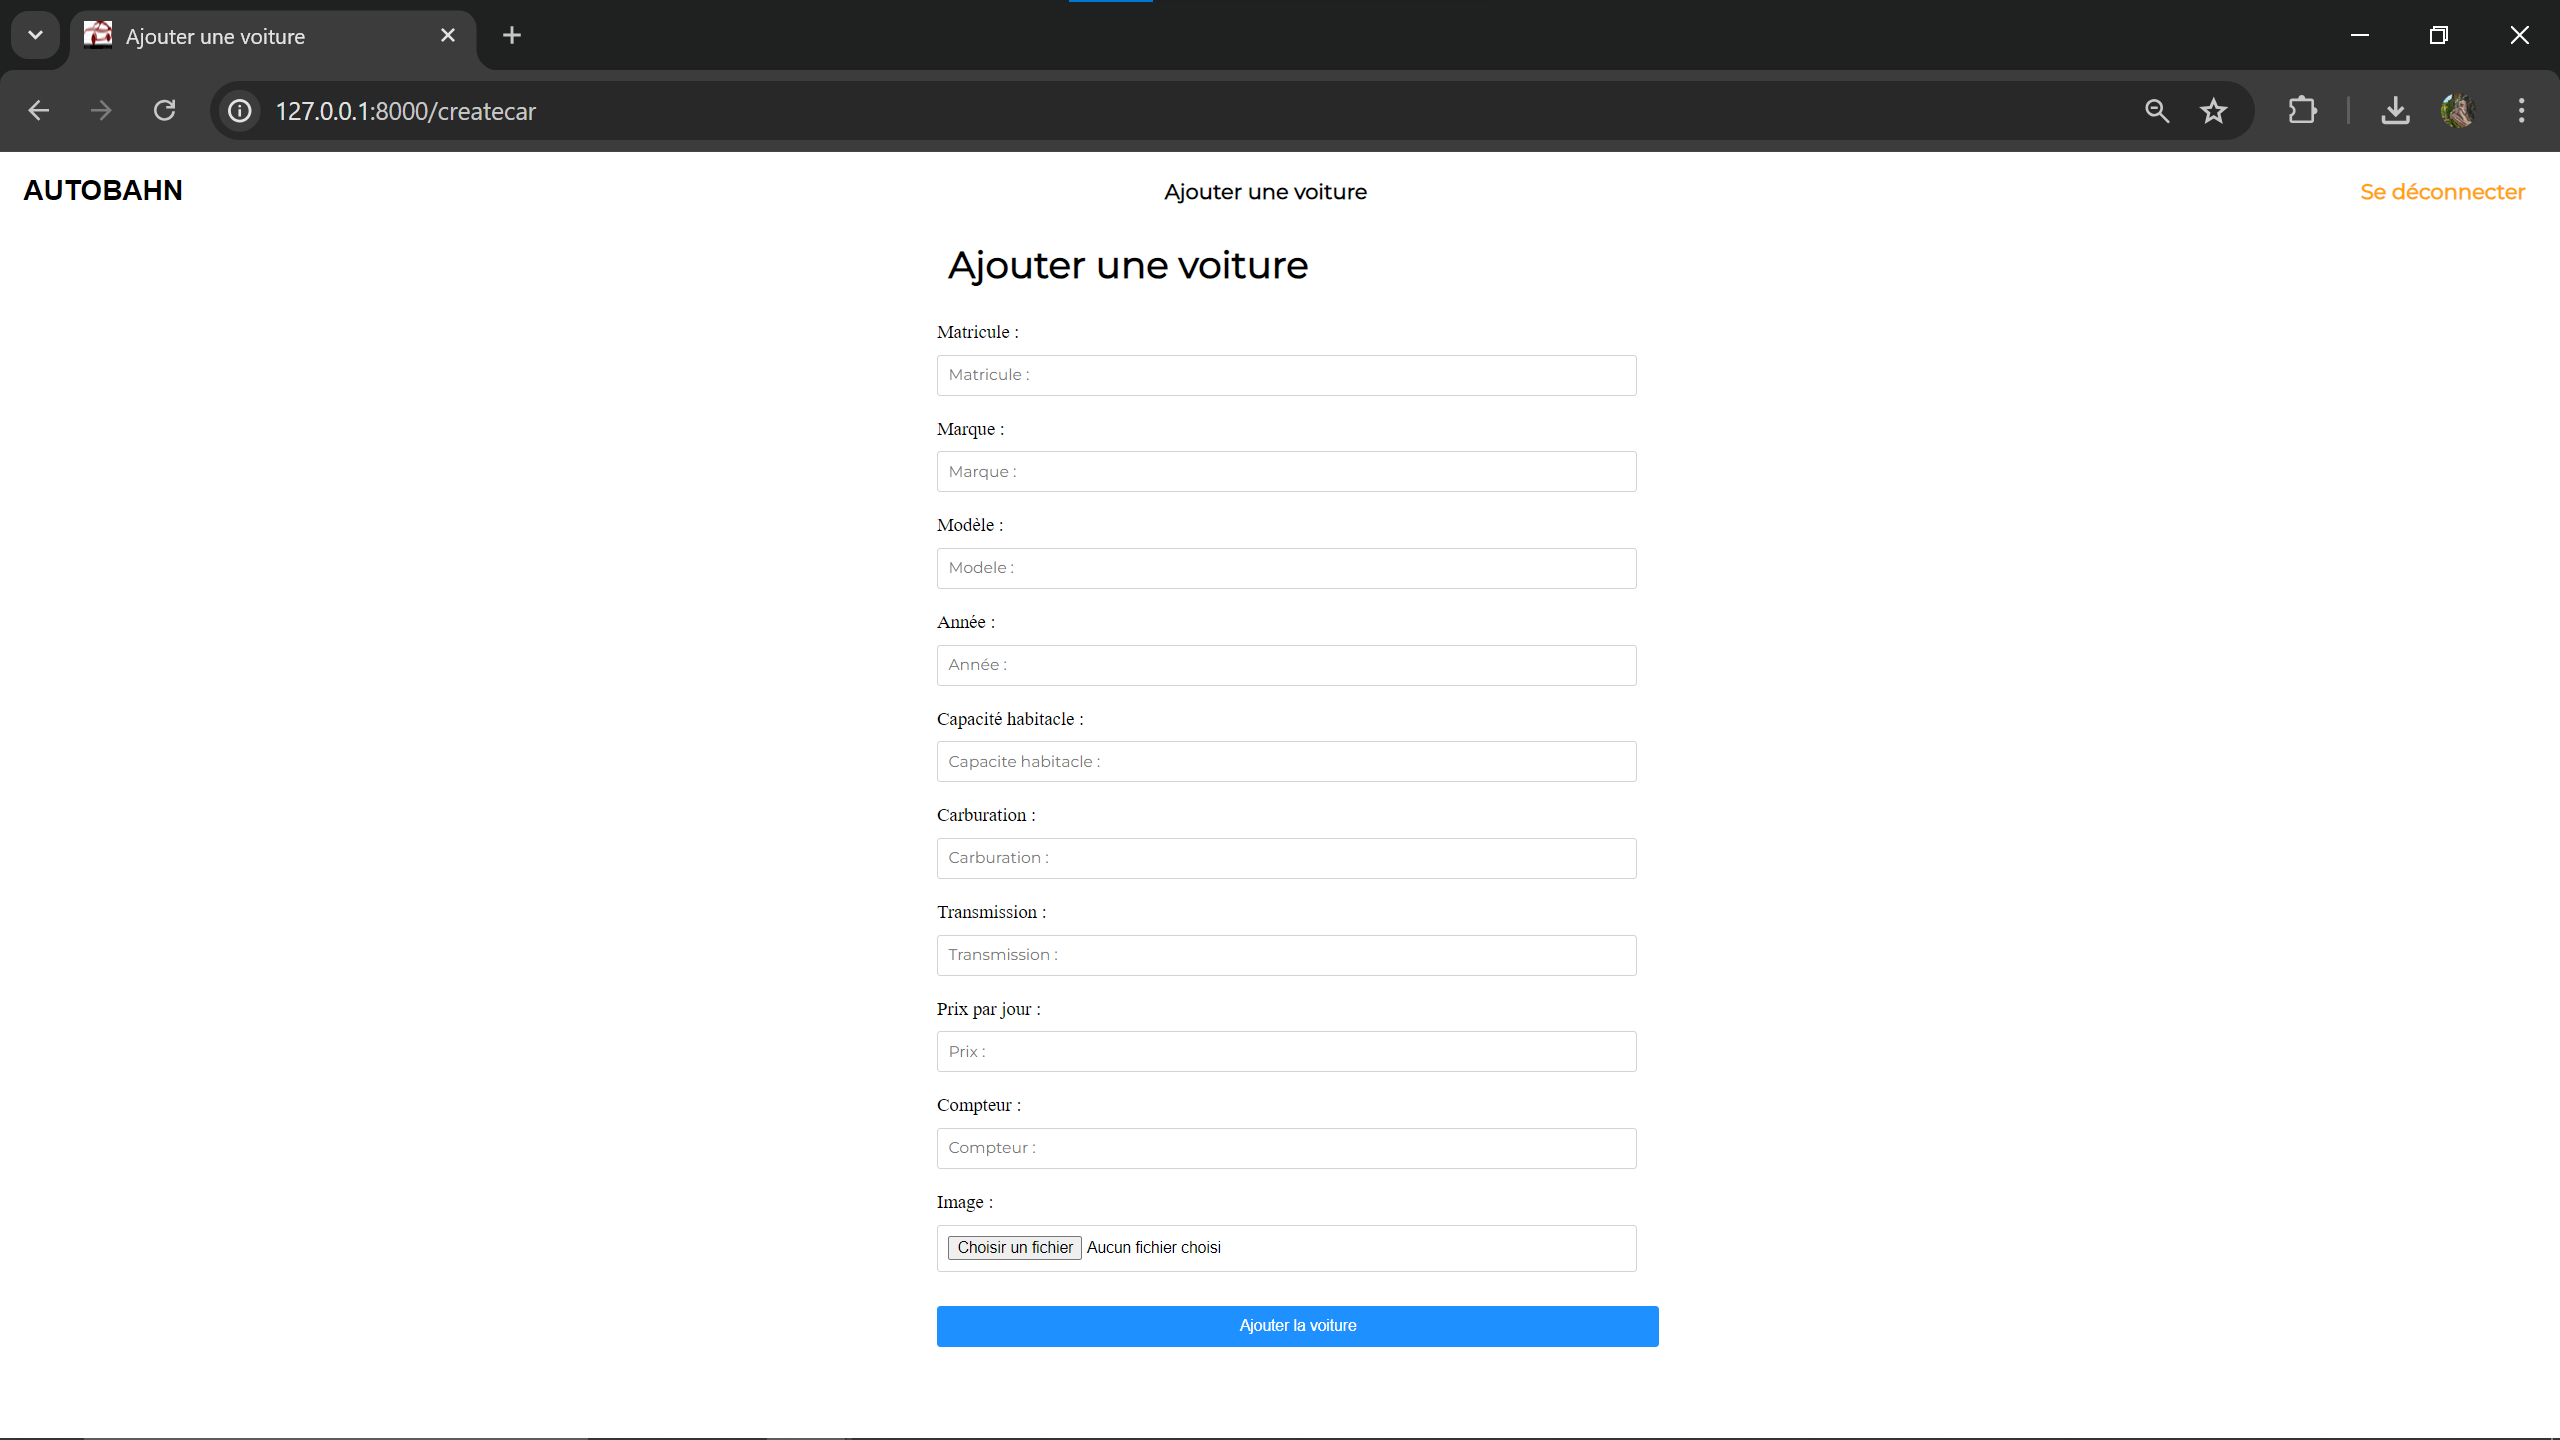 Ajouter une voiture
127.0.0.1:8000/createcar
AUTOBAHN
Ajouter une voiture
Se déconnecter
Ajouter une voiture
Matricule :
Matricule :
Marque :
Marque :
Modèle :
Modele :
Année :
Année :
Capacité habitacle :
Capacite habitacle :
Carburation :
Carburation :
Transmission :
Transmission :
Prix par jour :
Prix :
Compteur :
Compteur :
Image :
Choisir un fichier Aucun fichier choisi
Ajouter la voiture